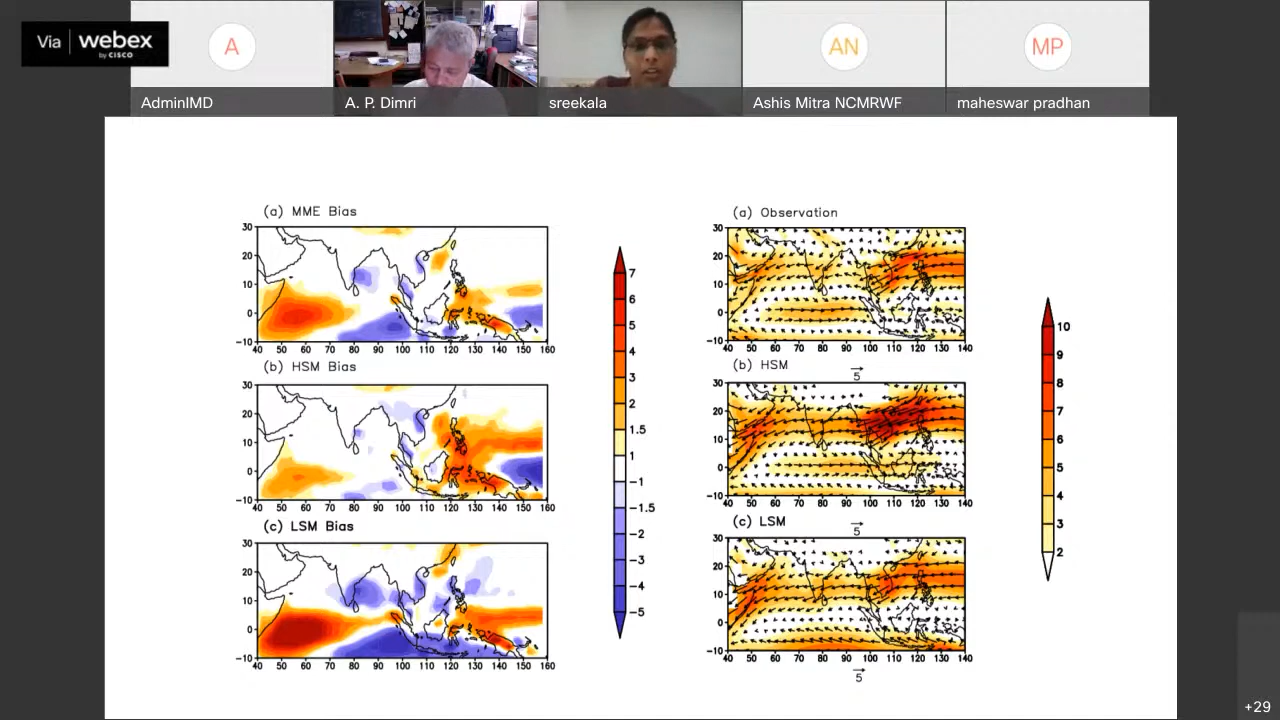 Via webex
by CISCO
A
AN
MP
AdminIMD
A. P. Dimri
sreekala
Ashis Mitra NCMRWF
maheswar pradhan
(a) MME Bias
30
20
10
0
-10
40 50 60 70 80 90 100 110 120 130 140 150 160
(b) HSM Bias
30
20
10
0
-10
40 50 60 70 80 90 100 110 120 130 140 150 160
(c) LSM Bias
30
20
10
0
-10
40 50 60 70 80 90 100 110 120 130 140 150 160
7
6
5
4
3
2
1.5
1
-1
-1.5
-2
-3
-4
-5
(a) Observation
30
20
10
0
-10
40 50 60 70 80 90 100 110 120 130 140
5
(b) HSM
30
20
10
0
-10
40 50 60 70 80 90 100 110 120 130 140
5
(c) LSM
30
20
10
0
-10
40 50 60 70 80 90 100 110 120 130 140
5
10
9
8
7
6
5
4
3
2
+29